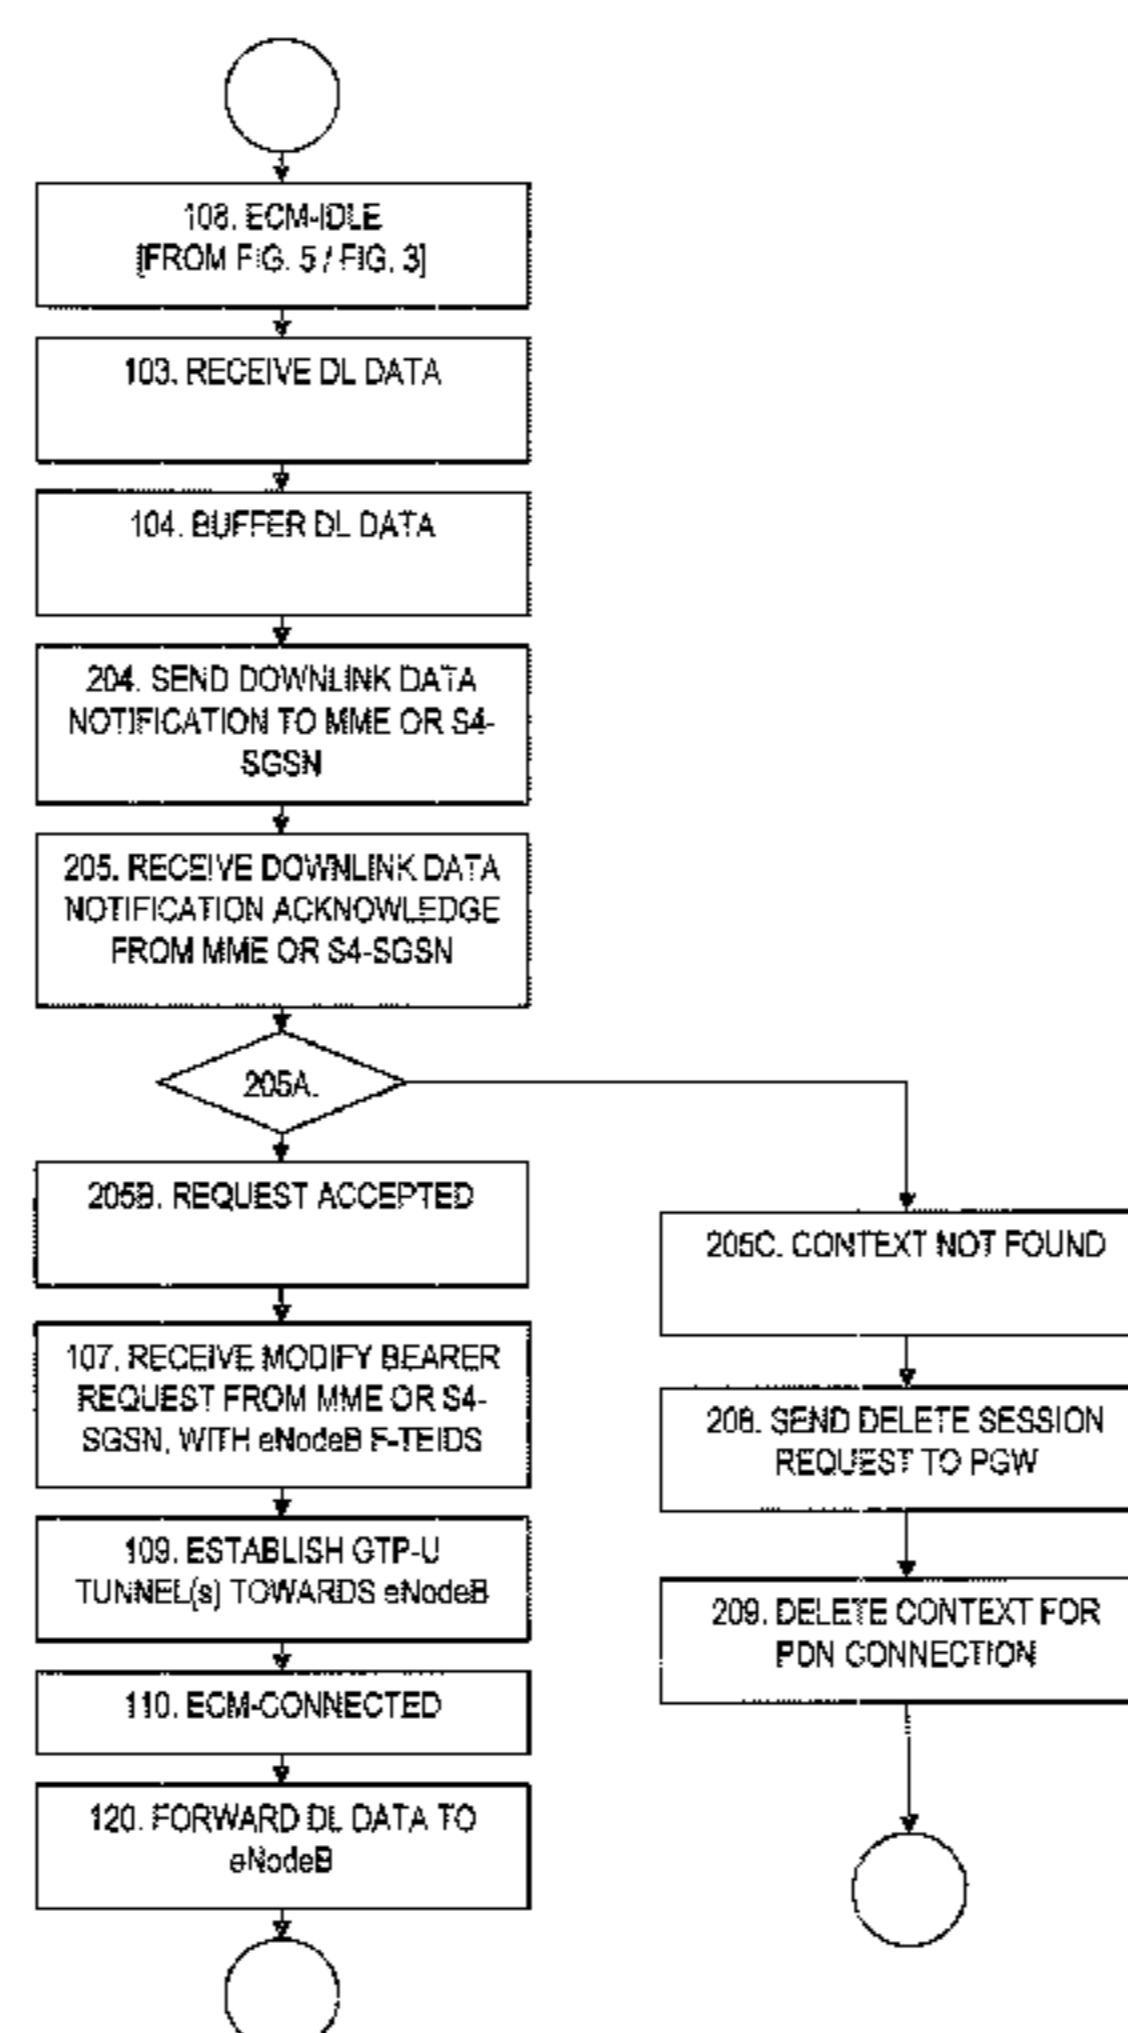 108. ECM-IDLE
[FROM FIG. 5 / FIG. 3]
103. RECEIVE DL DATA
104. BUFFER DL DATA
204. SEND DOWNLINK DATA
NOTIFICATION TO MME OR S4-
SGSN
205. RECEIVE DOWNLINK DATA
NOTIFICATION ACKNOWLEDGE
FROM MME OR S4-SGSN
205A.
205B. REQUEST ACCEPTED
107. RECEIVE MODIFY BEARER
REQUEST FROM MME OR S4-
SGSN, WITH eNodeB F-TEIDS
109. ESTABLISH GTP-U
TUNNEL(s) TOWARDS eNodeB
110. ECM-CONNECTED
120. FORWARD DL DATA TO
eNodeB
205C. CONTEXT NOT FOUND
208. SEND DELETE SESSION
REQUEST TO PGW
209. DELETE CONTEXT FOR
PDN CONNECTION